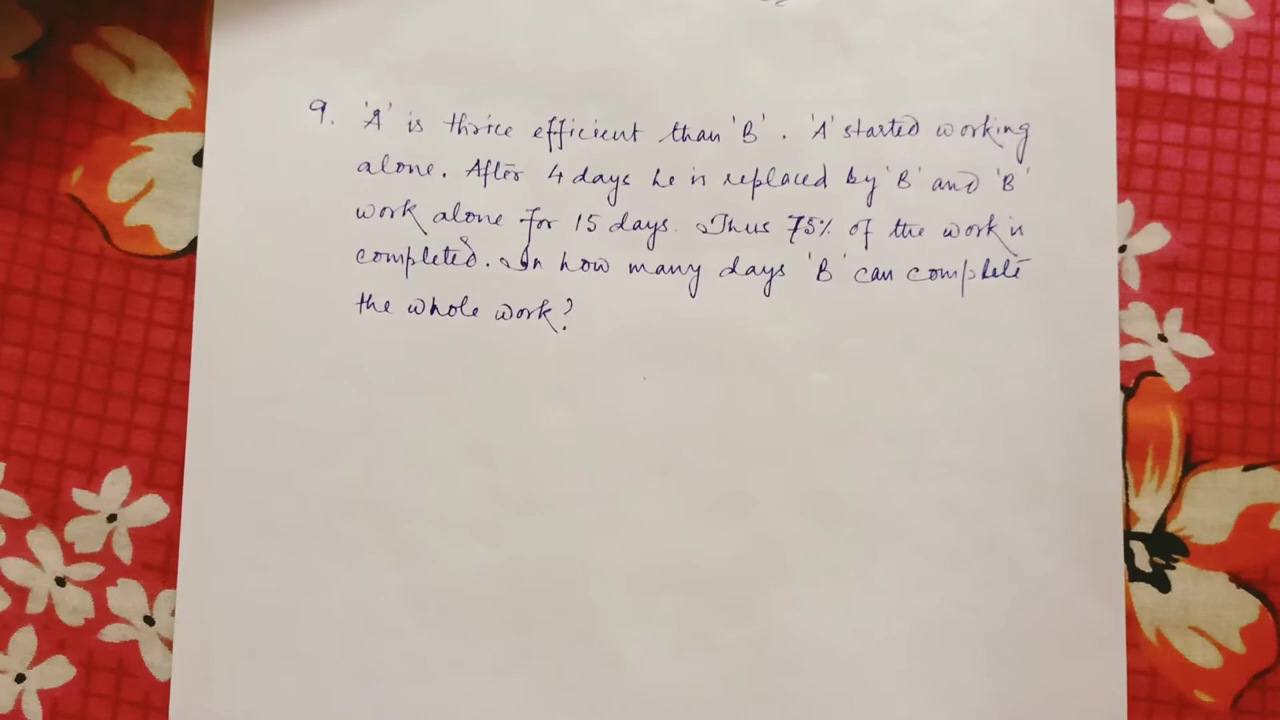 9. 'A' is thrice efficient than 'B'. 'A' started working
alone. After 4 days he is replaced by 'B' and 'B'
work alone for 15 days. Thus 75% of the work is
completed. In how many days 'B' can complete
the whole work?